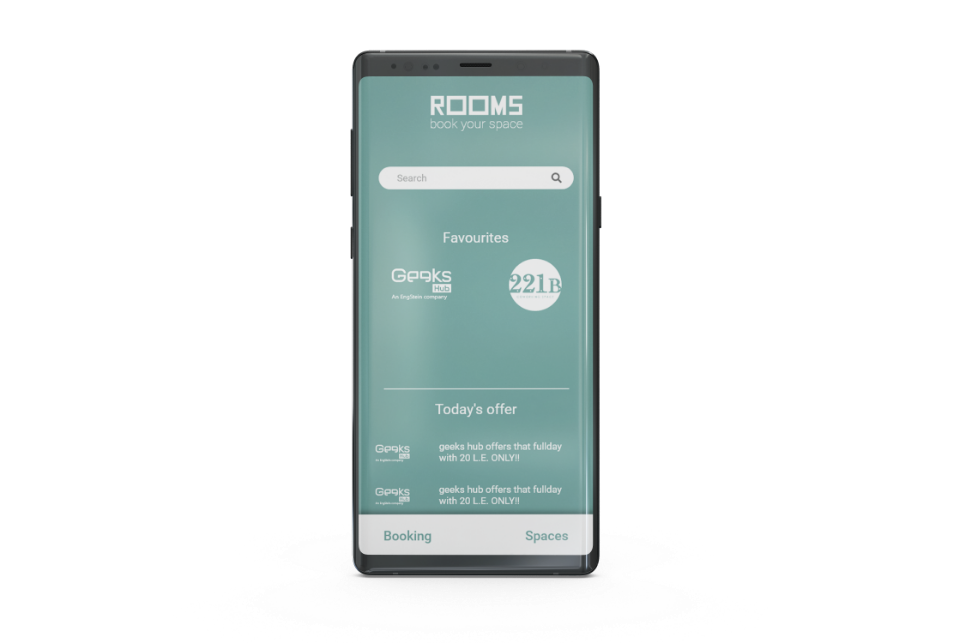 ROOMS
book your space
Search
Favourites
Geeks
Hub
An EngGate company
221B
Today's offer
Geeks
Hub
geeks hub offers that fullday
with 20 L.E. ONLY!!
Geeks
Hub
geeks hub offers that fullday
with 20 L.E. ONLY!!
Booking
Spaces